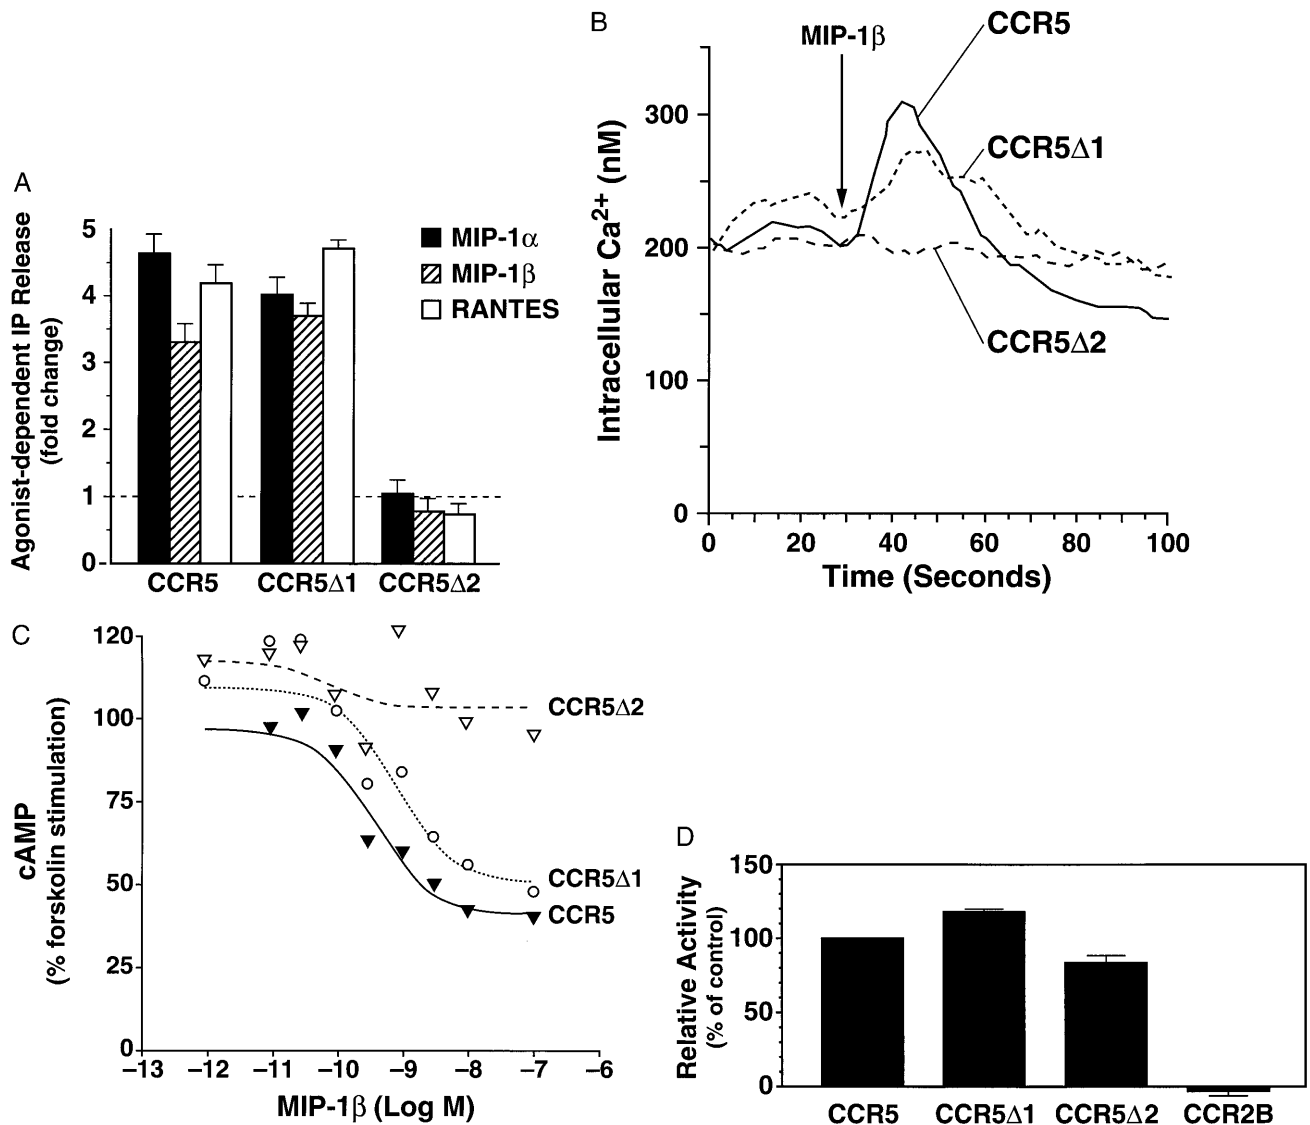 A
Agonist-dependent IP Release
(fold change)
5
4
3
2
1
0
MIP-1α
MIP-1β
RANTES
CCR5 CCR5Δ1 CCR5Δ2
B
MIP-1β
CCR5
CCR5Δ1
CCR5Δ2
Intracellular Ca2+ (nM)
300
200
100
0
0 20 40 60 80 100
Time (Seconds)
C
cAMP
(% forskolin stimulation)
120
100
75
50
25
0
CCR5Δ2
CCR5Δ1
CCR5
–13 –12 –11 –10 –9 –8 –7 –6
MIP-1β (Log M)
D
Relative Activity
(% of control)
150
100
50
0
CCR5 CCR5Δ1 CCR5Δ2 CCR2B